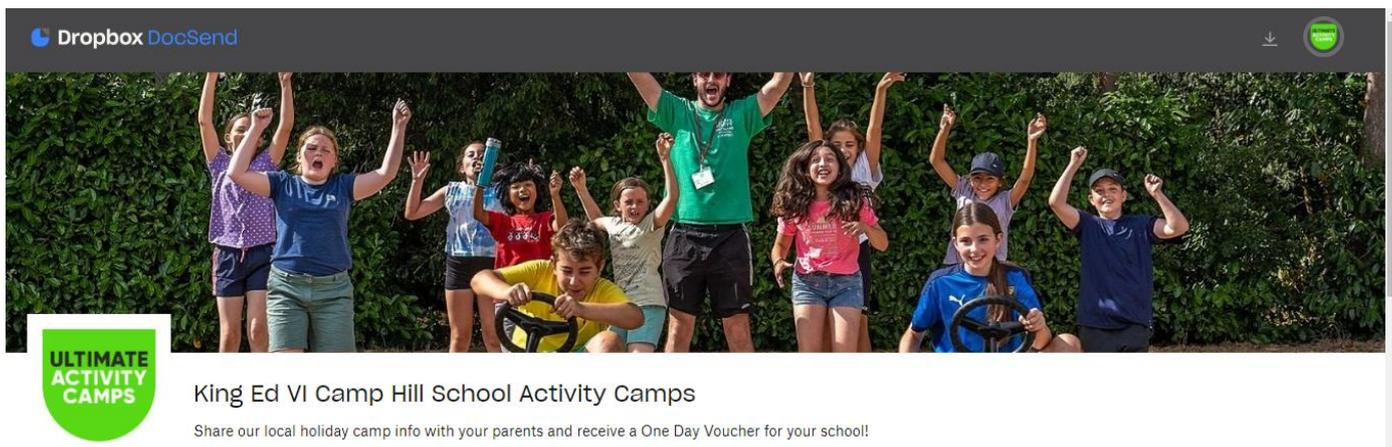 Dropbox DocSend
ULTIMATE
ACTIVITY
CAMPS
King Ed VI Camp Hill School Activity Camps
Share our local holiday camp info with your parents and receive a One Day Voucher for your school!